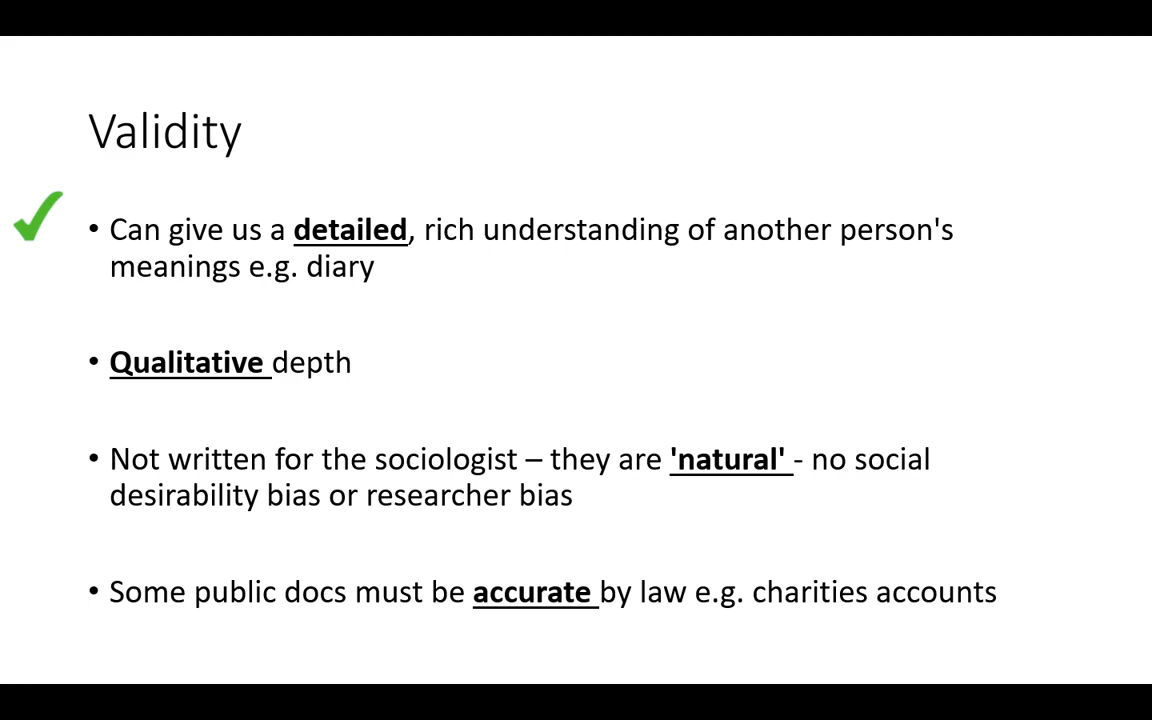 Validity
• Can give us a detailed, rich understanding of another person's
meanings e.g. diary
• Qualitative depth
• Not written for the sociologist – they are 'natural' - no social
desirability bias or researcher bias
• Some public docs must be accurate by law e.g. charities accounts